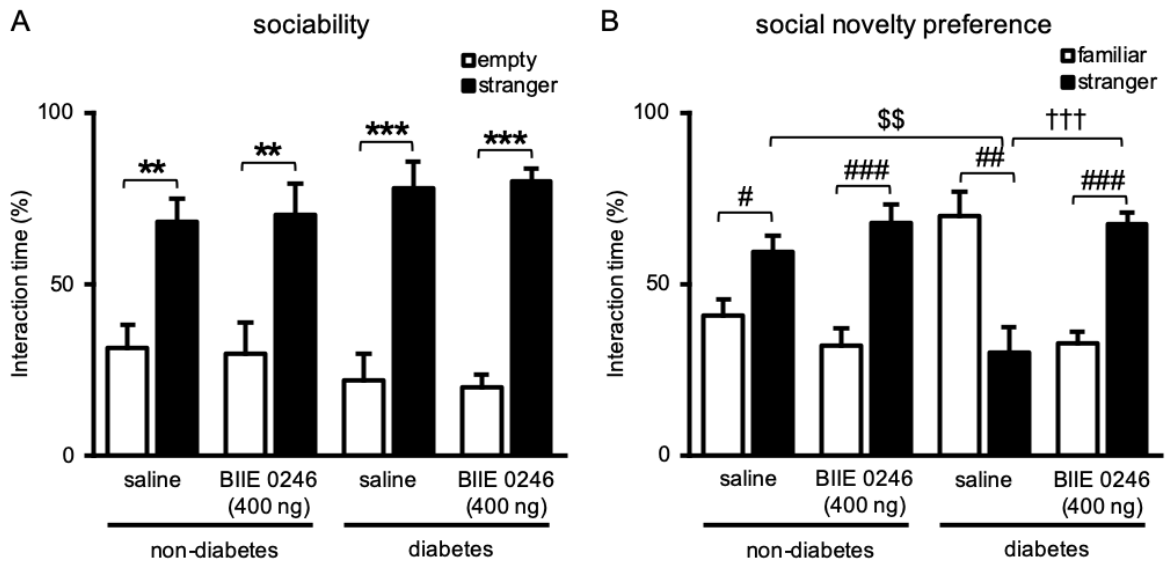 A
sociability
empty
stranger
Interaction time (%)
100
50
0
**
**
***
***
saline
BIIE 0246
(400 ng)
saline
BIIE 0246
(400 ng)
non-diabetes
diabetes
B
social novelty preference
familiar
stranger
Interaction time (%)
100
50
0
$$
†††
#
###
##
###
saline
BIIE 0246
(400 ng)
saline
BIIE 0246
(400 ng)
non-diabetes
diabetes